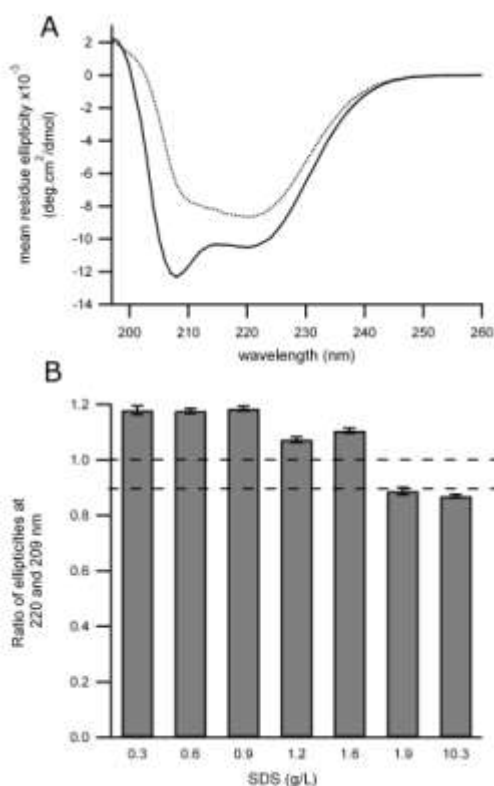 A
mean residue ellipticity x10⁻³
(deg.cm²/dmol)
2
0
-2
-4
-6
-8
-10
-12
-14
200 210 220 230 240 250 260
wavelength (nm)
B
Ratio of ellipticities at
220 and 209 nm
1.2
1.0
0.8
0.6
0.4
0.2
0.0
0.3 0.6 0.9 1.2 1.6 1.9 10.3
SDS (g/L)